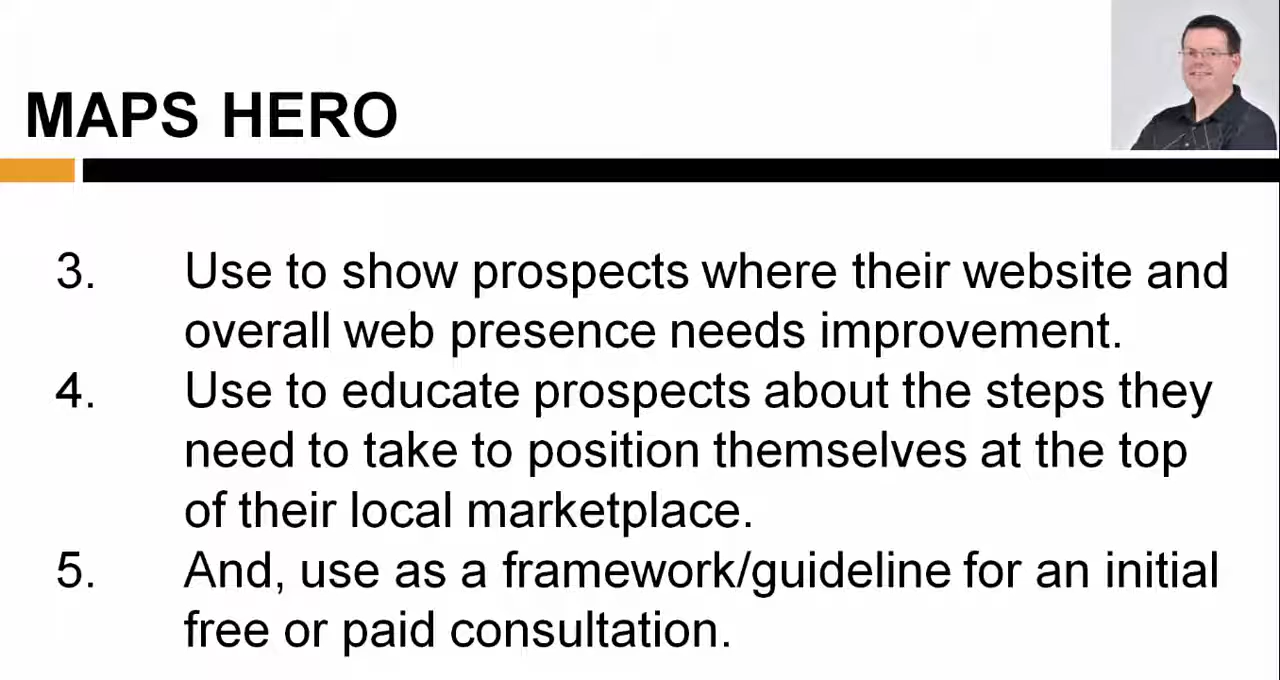 MAPS HERO
3. Use to show prospects where their website and
overall web presence needs improvement.
4. Use to educate prospects about the steps they
need to take to position themselves at the top
of their local marketplace.
5. And, use as a framework/guideline for an initial
free or paid consultation.